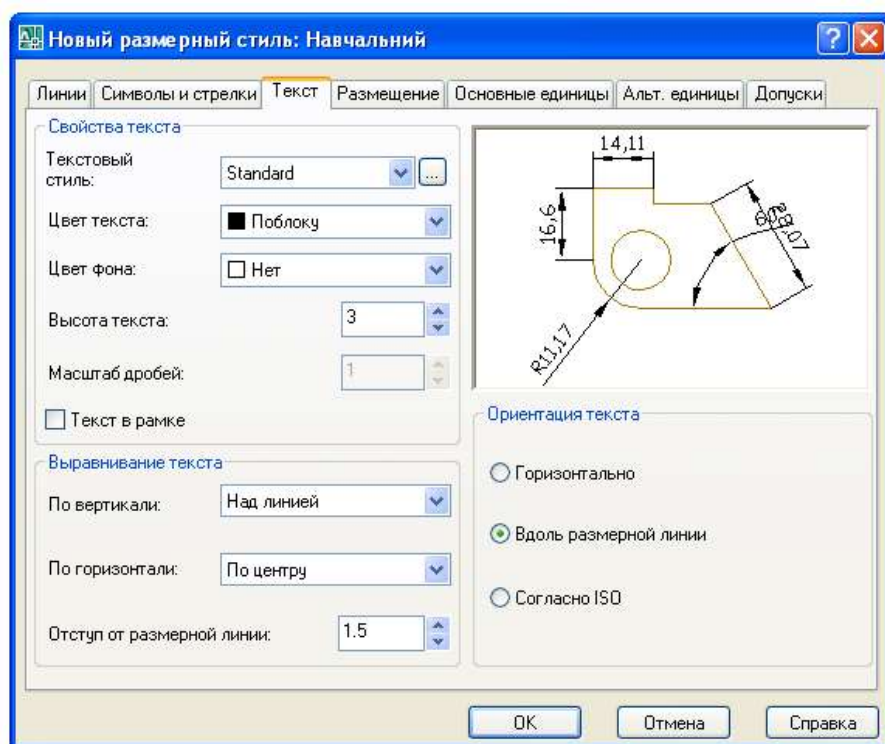 Новый размерный стиль: Навчальний
Линии Символы и стрелки Текст Размещение Основные единицы Альт. единицы Допуски
Свойства текста
Текстовый стиль: Standard ...
Цвет текста: Поблоку
Цвет фона: Нет
Высота текста: 3
Масштаб дробей: 1
Текст в рамке
Выравнивание текста
По вертикали: Над линией
По горизонтали: По центру
Отступ от размерной линии: 1.5
14,11
16,6
R11,17
Ориентация текста
Горизонтально
Вдоль размерной линии
Согласно ISO
OK Отмена Справка